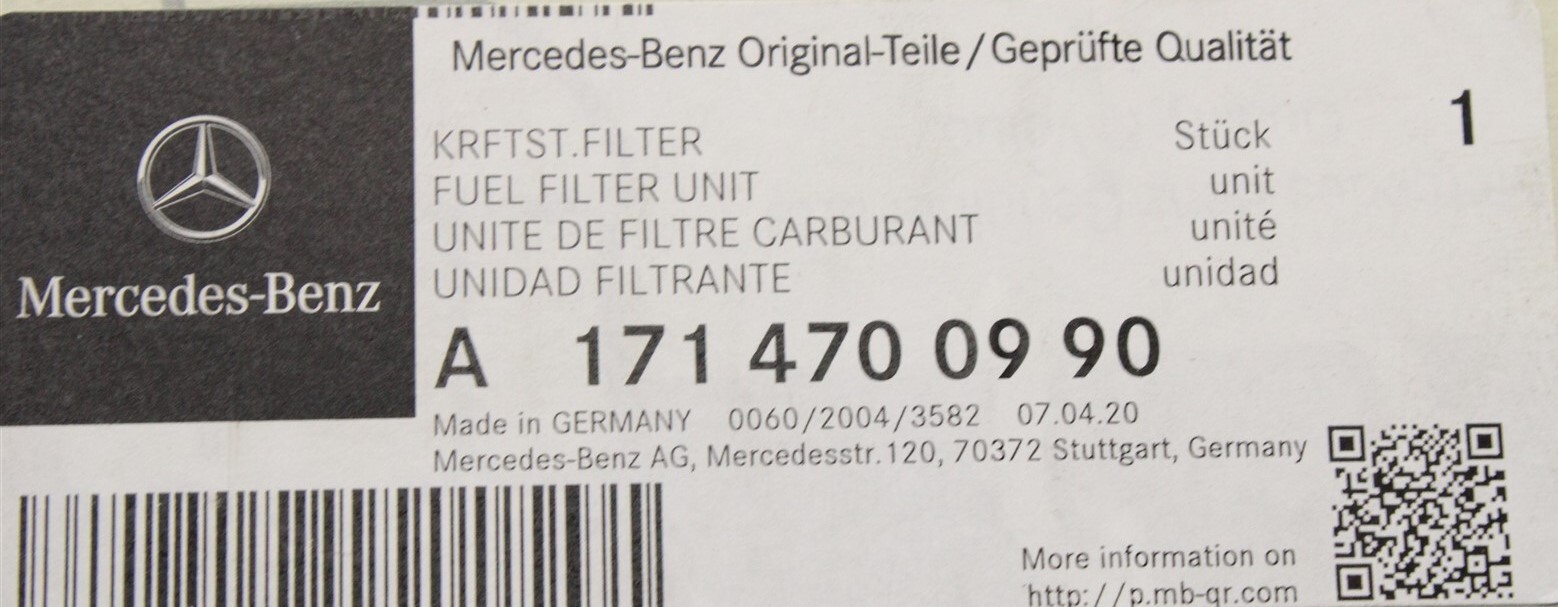 Mercedes-Benz Original-Teile/Geprüfte Qualität
KRFTST.FILTER Stück 1
FUEL FILTER UNIT unit
UNITE DE FILTRE CARBURANT unité
UNIDAD FILTRANTE unidad
Mercedes-Benz
A 171 470 09 90
Made in GERMANY 0060/2004/3582 07.04.20
Mercedes-Benz AG, Mercedesstr.120, 70372 Stuttgart, Germany
More information on
http://p.mb-qr.com